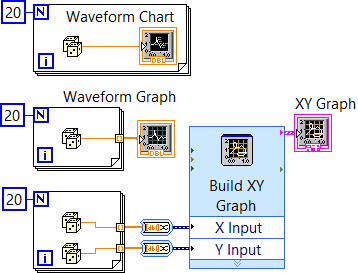 20
N
Waveform Chart
DBL
i
20
N
Waveform Graph
DBL
i
XY Graph
20
N
Build XY
Graph
X Input
Y Input
i